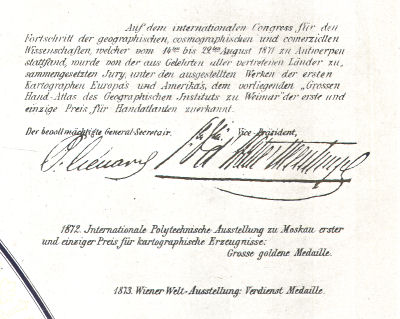 Auf dem internationalen Congress für den
Fortschritt der geographischen, cosmographischen und comerziellen
Wissenschaften, welcher vom 14ten bis 22ten August 1871 zu Antwerpen
stattfand, wurde von der aus Gelehrten aller vertretenen Länder zu-
sammengesetzten Jury, unter den ausgestellten Werken der ersten
Kartographen Europa's und Amerika's, dem vorliegenden „Grossen
Hand-Atlas des Geographischen Instituts zu Weimar" der erste und
einzige Preis für Handatlanten zuerkannt.
Der bevollmächtigte General-Secretair. Vice-Präsident,
1872. Internationale Polytechnische Ausstellung zu Moskau erster
und einziger Preis für kartographische Erzeugnisse:
Grosse goldene Medaille.
1873. Wiener Welt-Ausstellung: Verdienst Medaille.